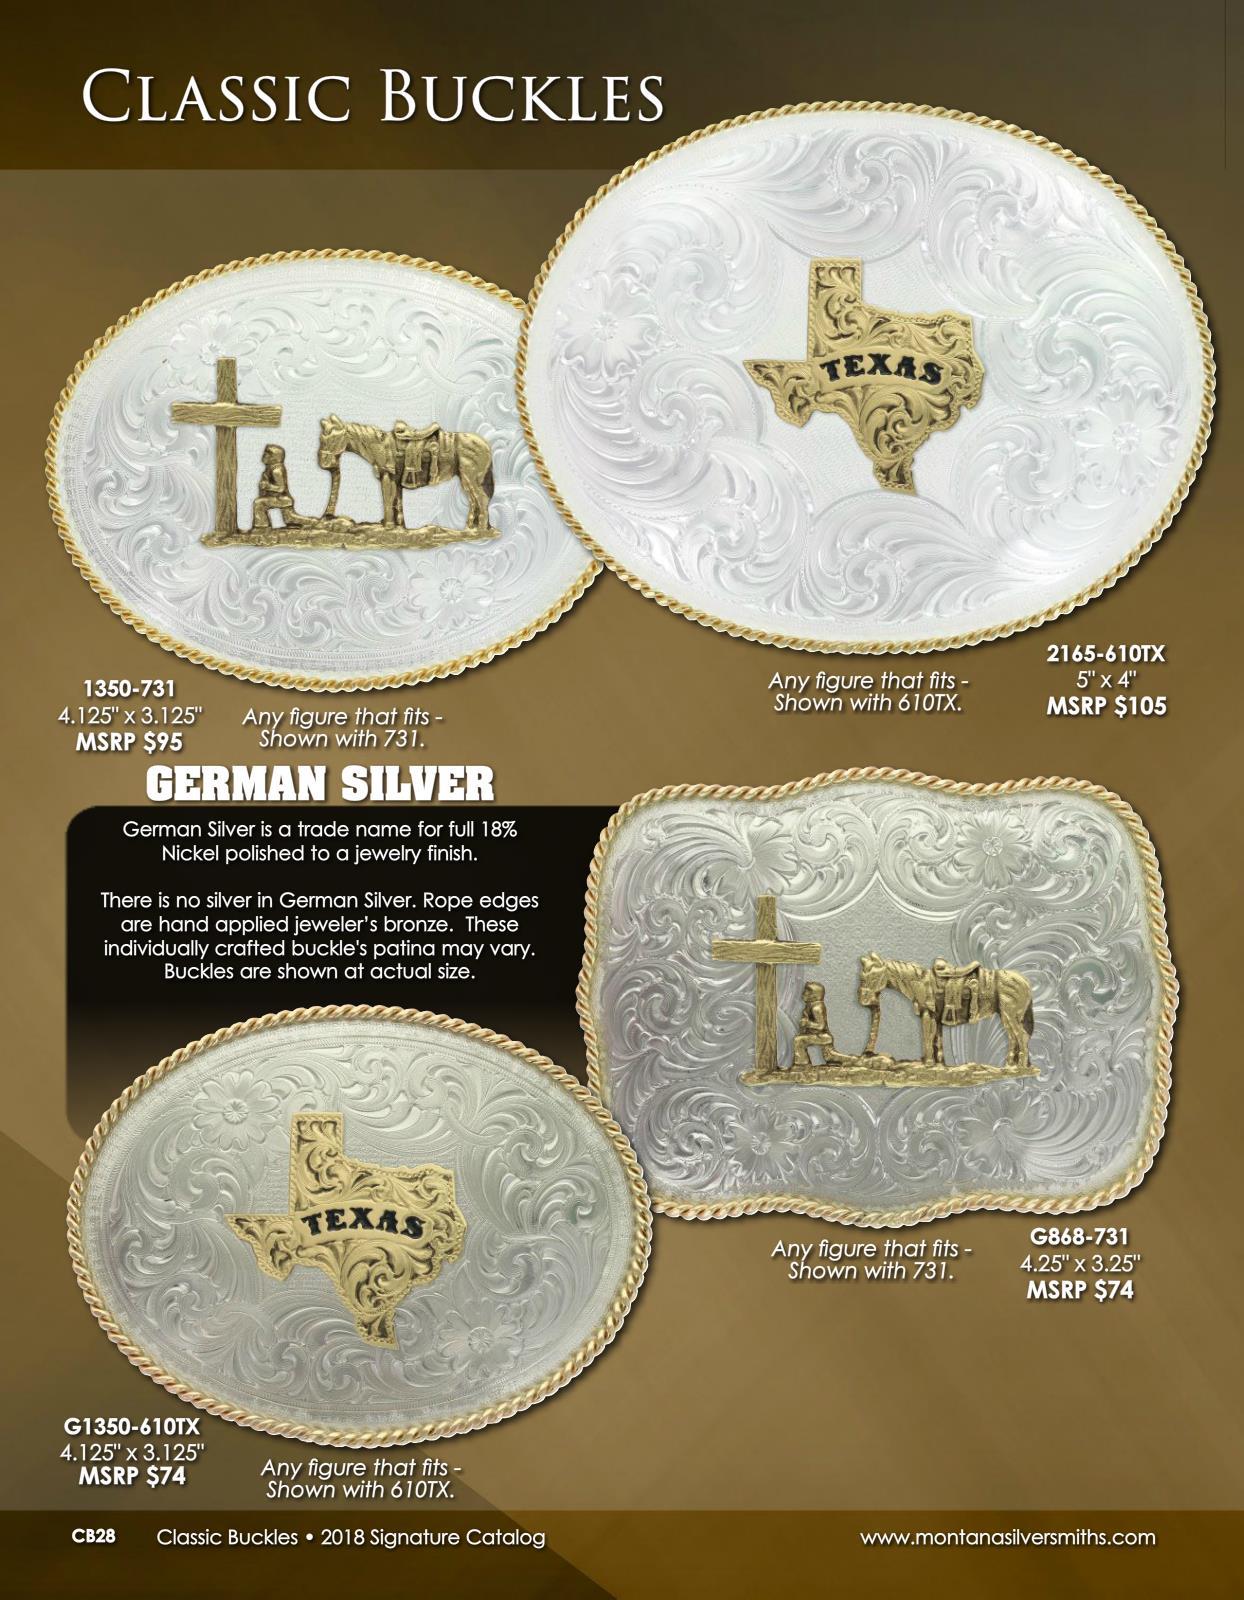 Classic Buckles
TEXAS
1350-731
4.125" x 3.125"
MSRP $95
Any figure that fits -
Shown with 731.
Any figure that fits -
Shown with 610TX.
2165-610TX
5" x 4"
MSRP $105
GERMAN SILVER
German Silver is a trade name for full 18%
Nickel polished to a jewelry finish.
There is no silver in German Silver. Rope edges
are hand applied jeweler's bronze. These
individually crafted buckle's patina may vary.
Buckles are shown at actual size.
TEXAS
Any figure that fits -
Shown with 731.
G868-731
4.25" x 3.25"
MSRP $74
G1350-610TX
4.125" x 3.125"
MSRP $74
Any figure that fits -
Shown with 610TX.
CB28 Classic Buckles • 2018 Signature Catalog www.montanasilversmiths.com